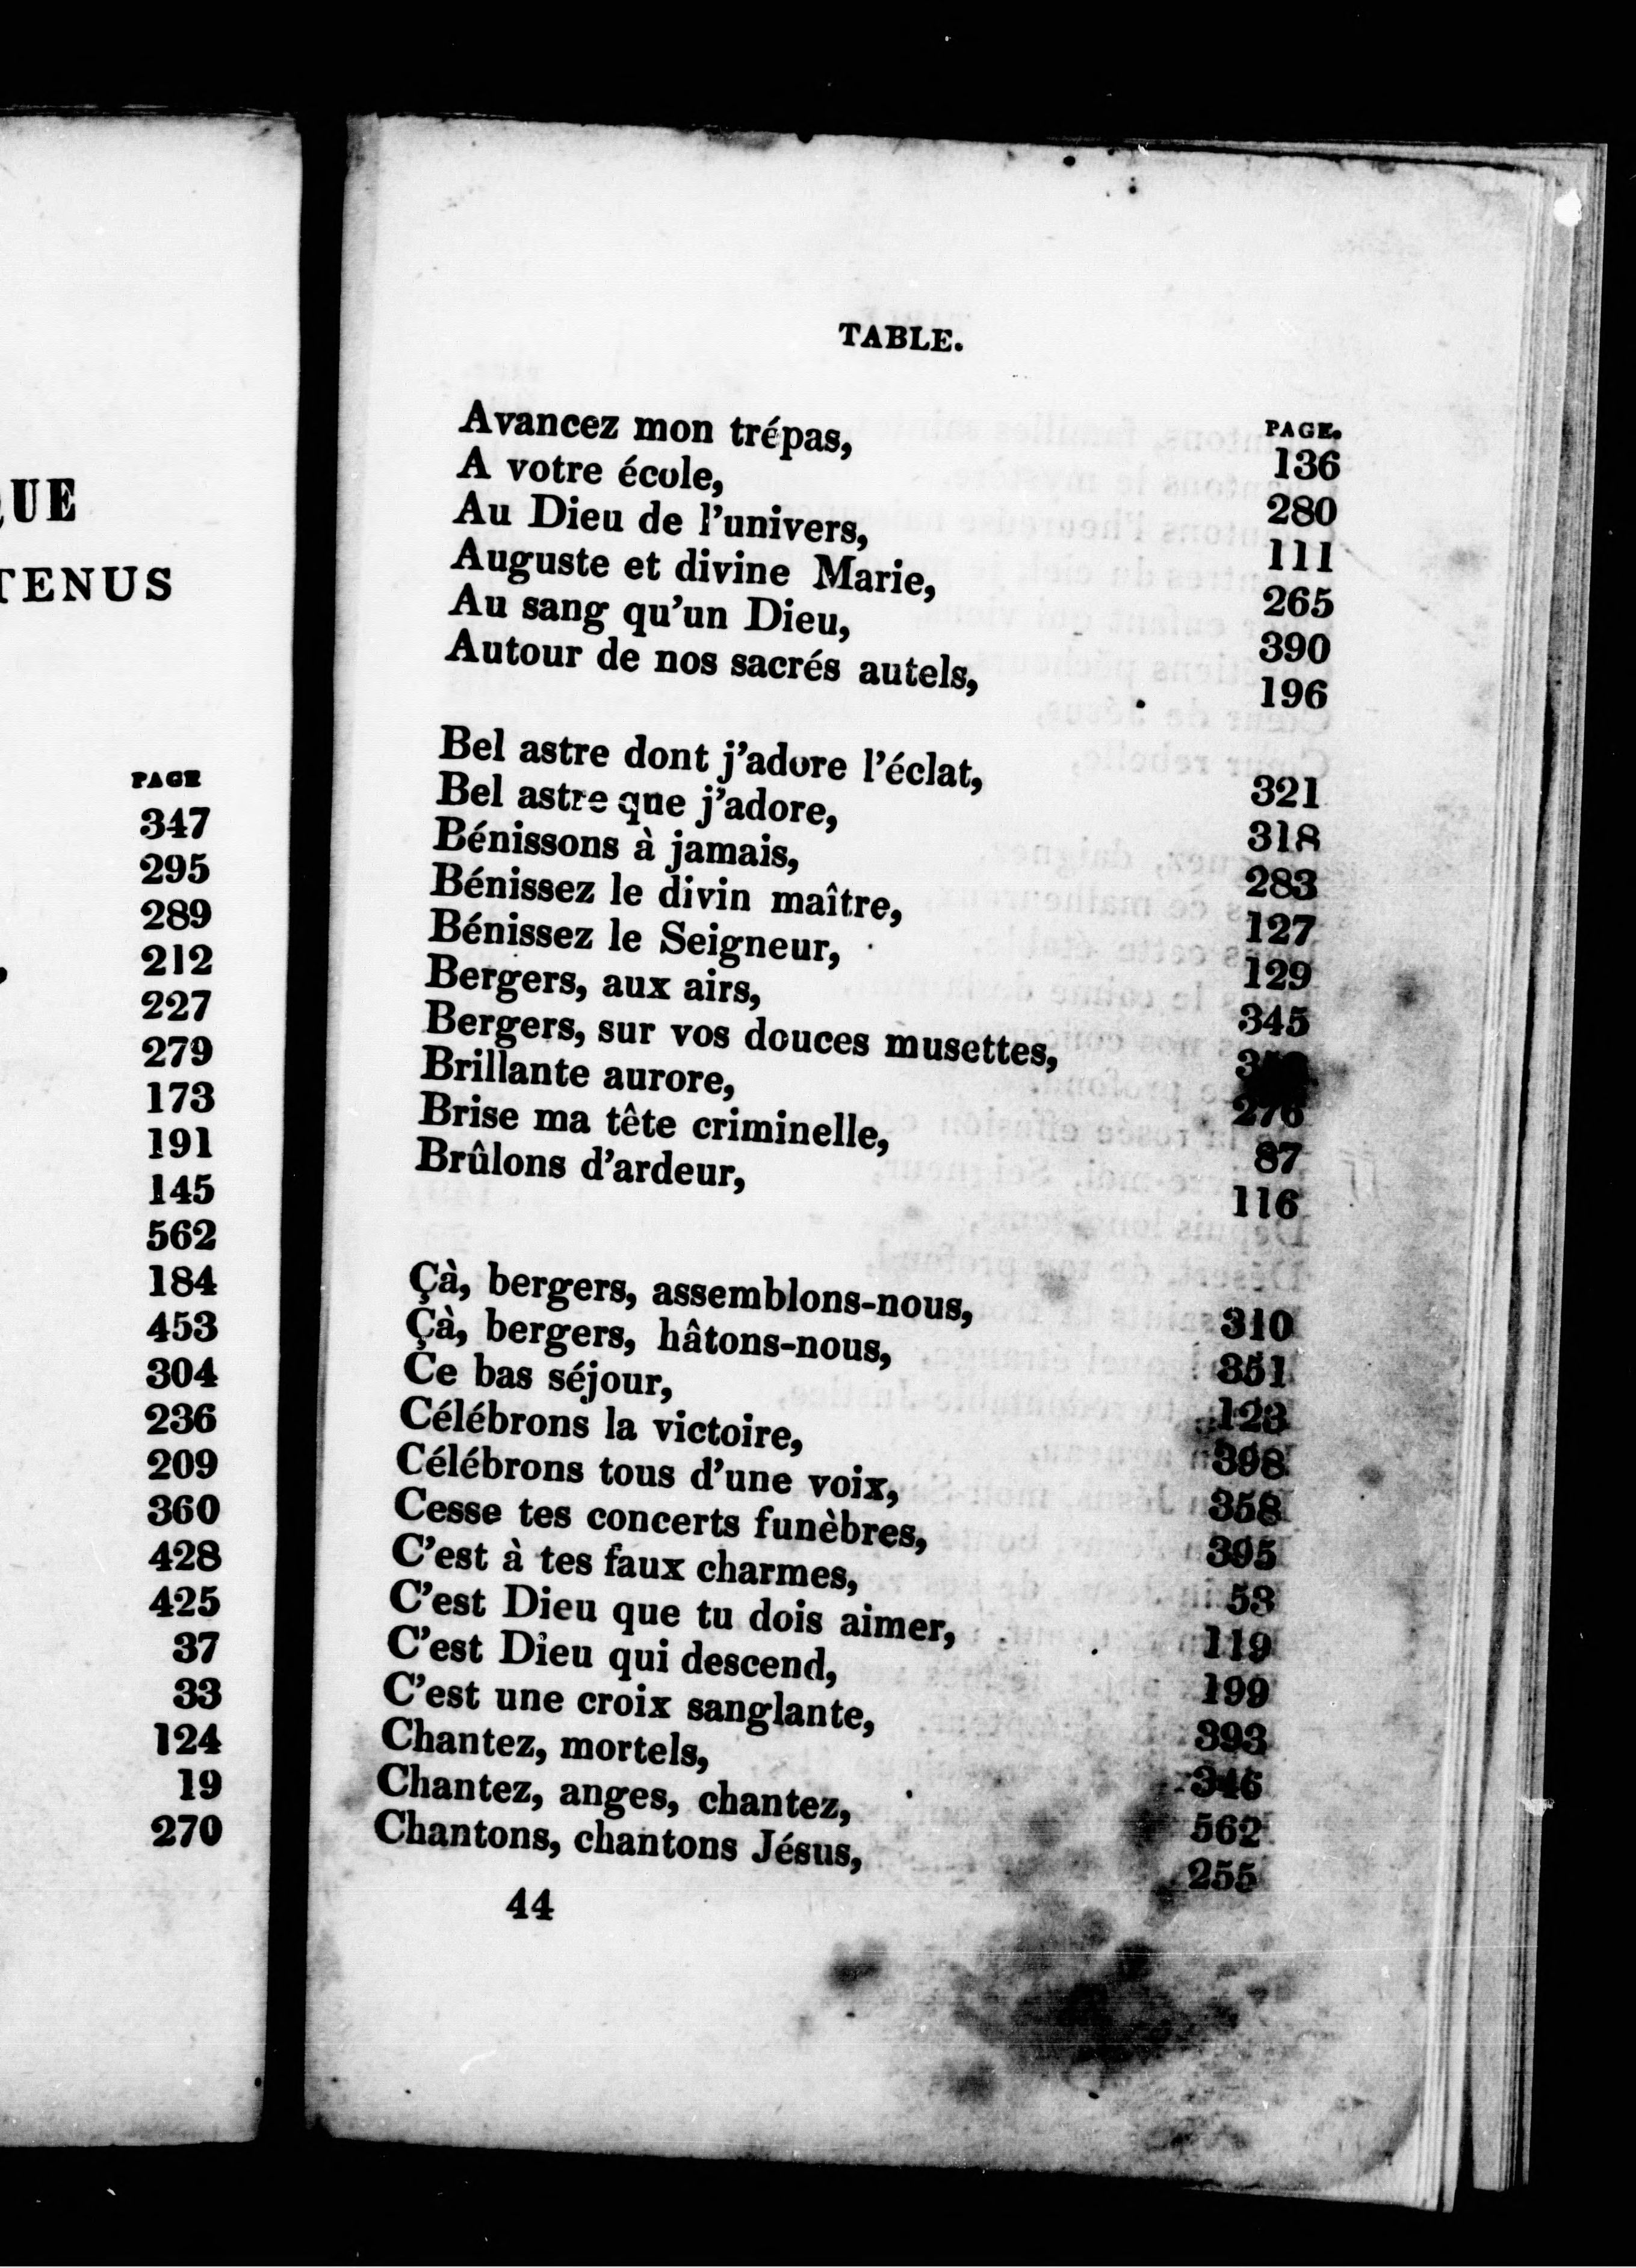 UE
TENUS
PAGE
347
295
289
212
227
279
173
191
145
562
184
453
304
236
209
360
428
425
37
33
124
19
270
TABLE.
PAGE.
Avancez mon trépas, 136
A votre école, 280
Au Dieu de l'univers, 111
Auguste et divine Marie, 265
Au sang qu'un Dieu, 390
Autour de nos sacrés autels, 196
Bel astre dont j'adore l'éclat, 321
Bel astre que j'adore, 318
Bénissons à jamais, 283
Bénissez le divin maître, 127
Bénissez le Seigneur, 129
Bergers, aux airs, 345
Bergers, sur vos douces musettes,
Brillante aurore, 276
Brise ma tête criminelle, 87
Brûlons d'ardeur, 116
Çà, bergers, assemblons-nous, 310
Çà, bergers, hâtons-nous, 351
Ce bas séjour, 123
Célébrons la victoire, 398
Célébrons tous d'une voix, 358
Cesse tes concerts funèbres, 395
C'est à tes faux charmes, 53
C'est Dieu que tu dois aimer, 119
C'est Dieu qui descend, 199
C'est une croix sanglante, 393
Chantez, mortels, 346
Chantez, anges, chantez, 562
Chantons, chantons Jésus, 255
44